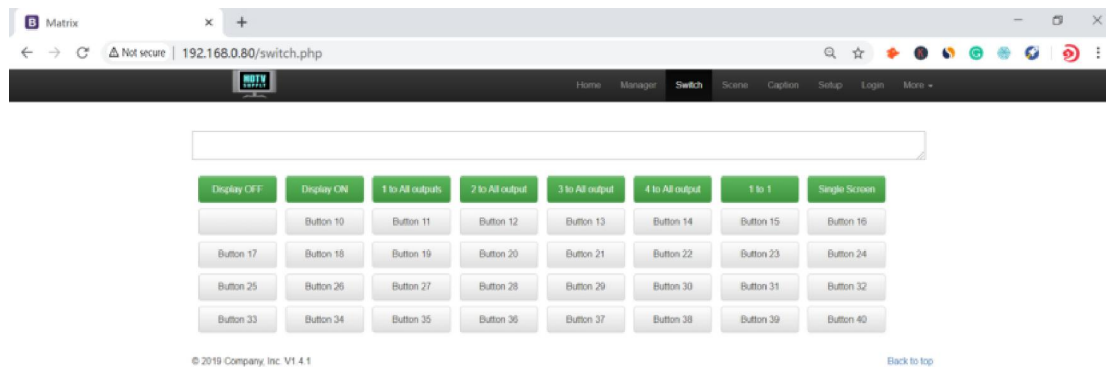 B Matrix
Not secure | 192.168.0.80/switch.php
HDTV
SUPPLY
Home Manager Switch Scene Caption Setup Login More
Display OFF Display ON 1 to All outputs 2 to All output 3 to All output 4 to All output 1 to 1 Single Screen
Button 10 Button 11 Button 12 Button 13 Button 14 Button 15 Button 16
Button 17 Button 18 Button 19 Button 20 Button 21 Button 22 Button 23 Button 24
Button 25 Button 26 Button 27 Button 28 Button 29 Button 30 Button 31 Button 32
Button 33 Button 34 Button 35 Button 36 Button 37 Button 38 Button 39 Button 40
© 2019 Company, Inc. V1.4.1 Back to top